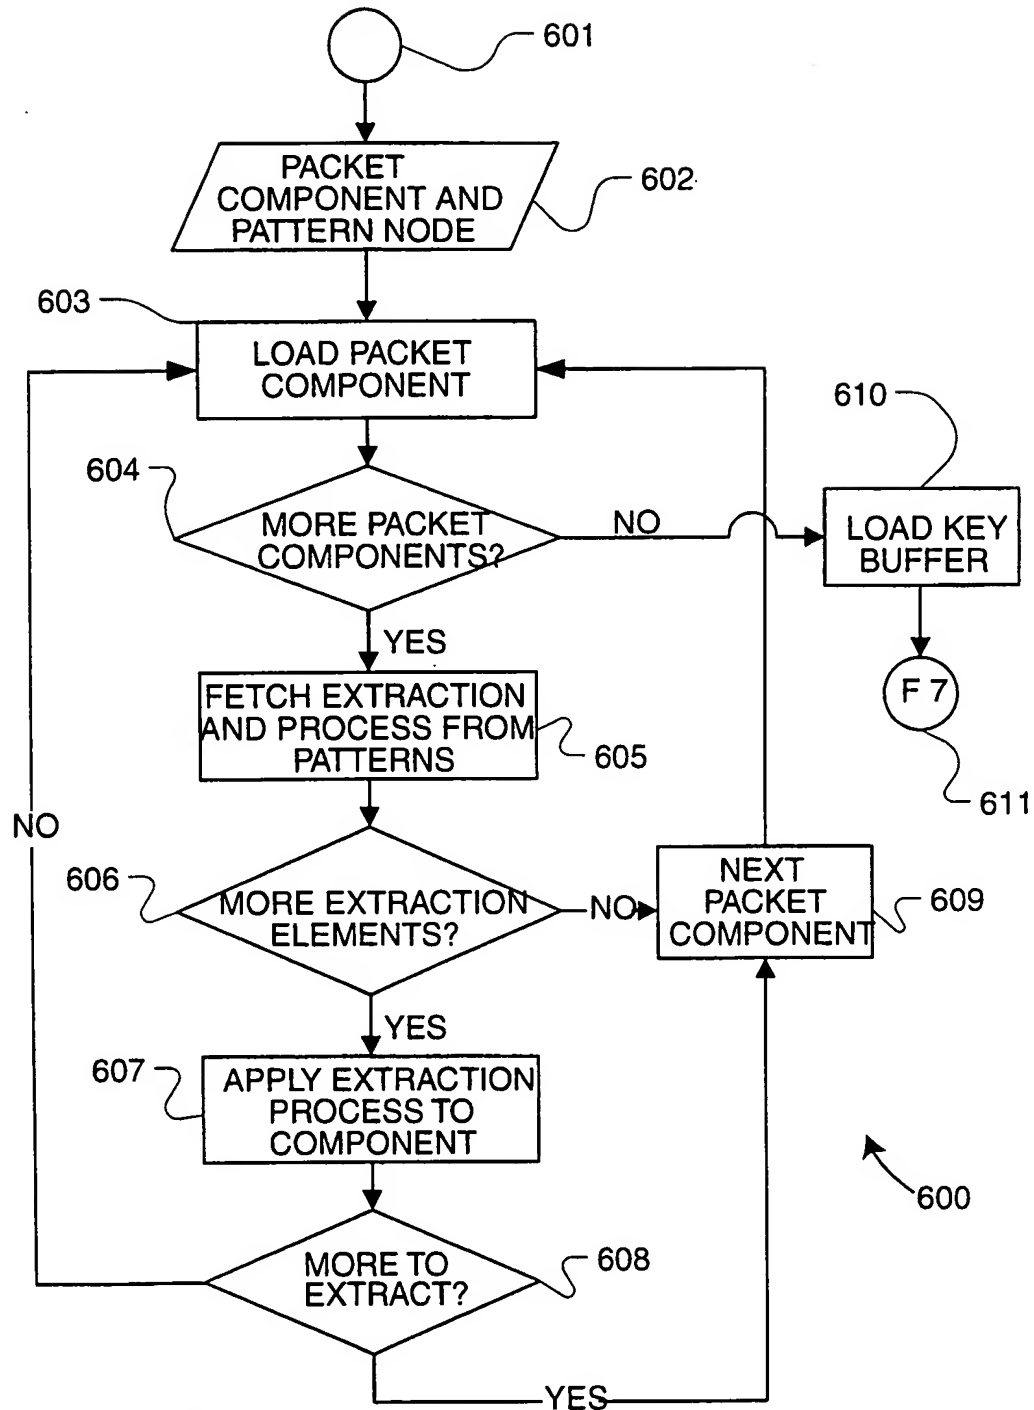 601
PACKET
COMPONENT AND
PATTERN NODE
602
603
LOAD PACKET
COMPONENT
610
604
MORE PACKET
COMPONENTS?
NO
LOAD KEY
BUFFER
YES
FETCH EXTRACTION
AND PROCESS FROM
PATTERNS
605
F 7
611
NO
606
MORE EXTRACTION
ELEMENTS?
NO
NEXT
PACKET
COMPONENT
609
YES
607
APPLY EXTRACTION
PROCESS TO
COMPONENT
600
MORE TO
EXTRACT?
608
YES